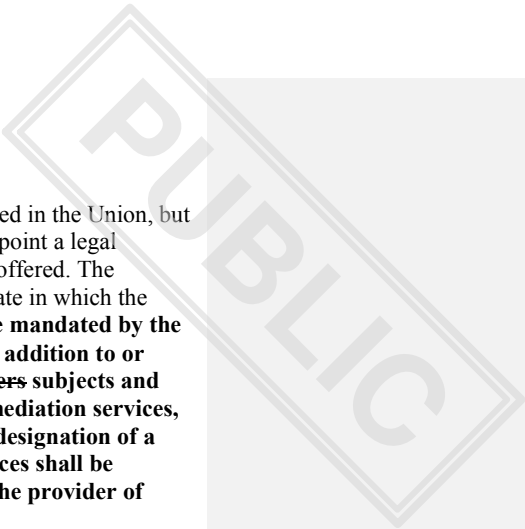 ed in the Union, but
point a legal
offered. The
ate in which the
e mandated by the
addition to or
ers subjects and
mediation services,
designation of a
ces shall be
he provider of
PUBLIC